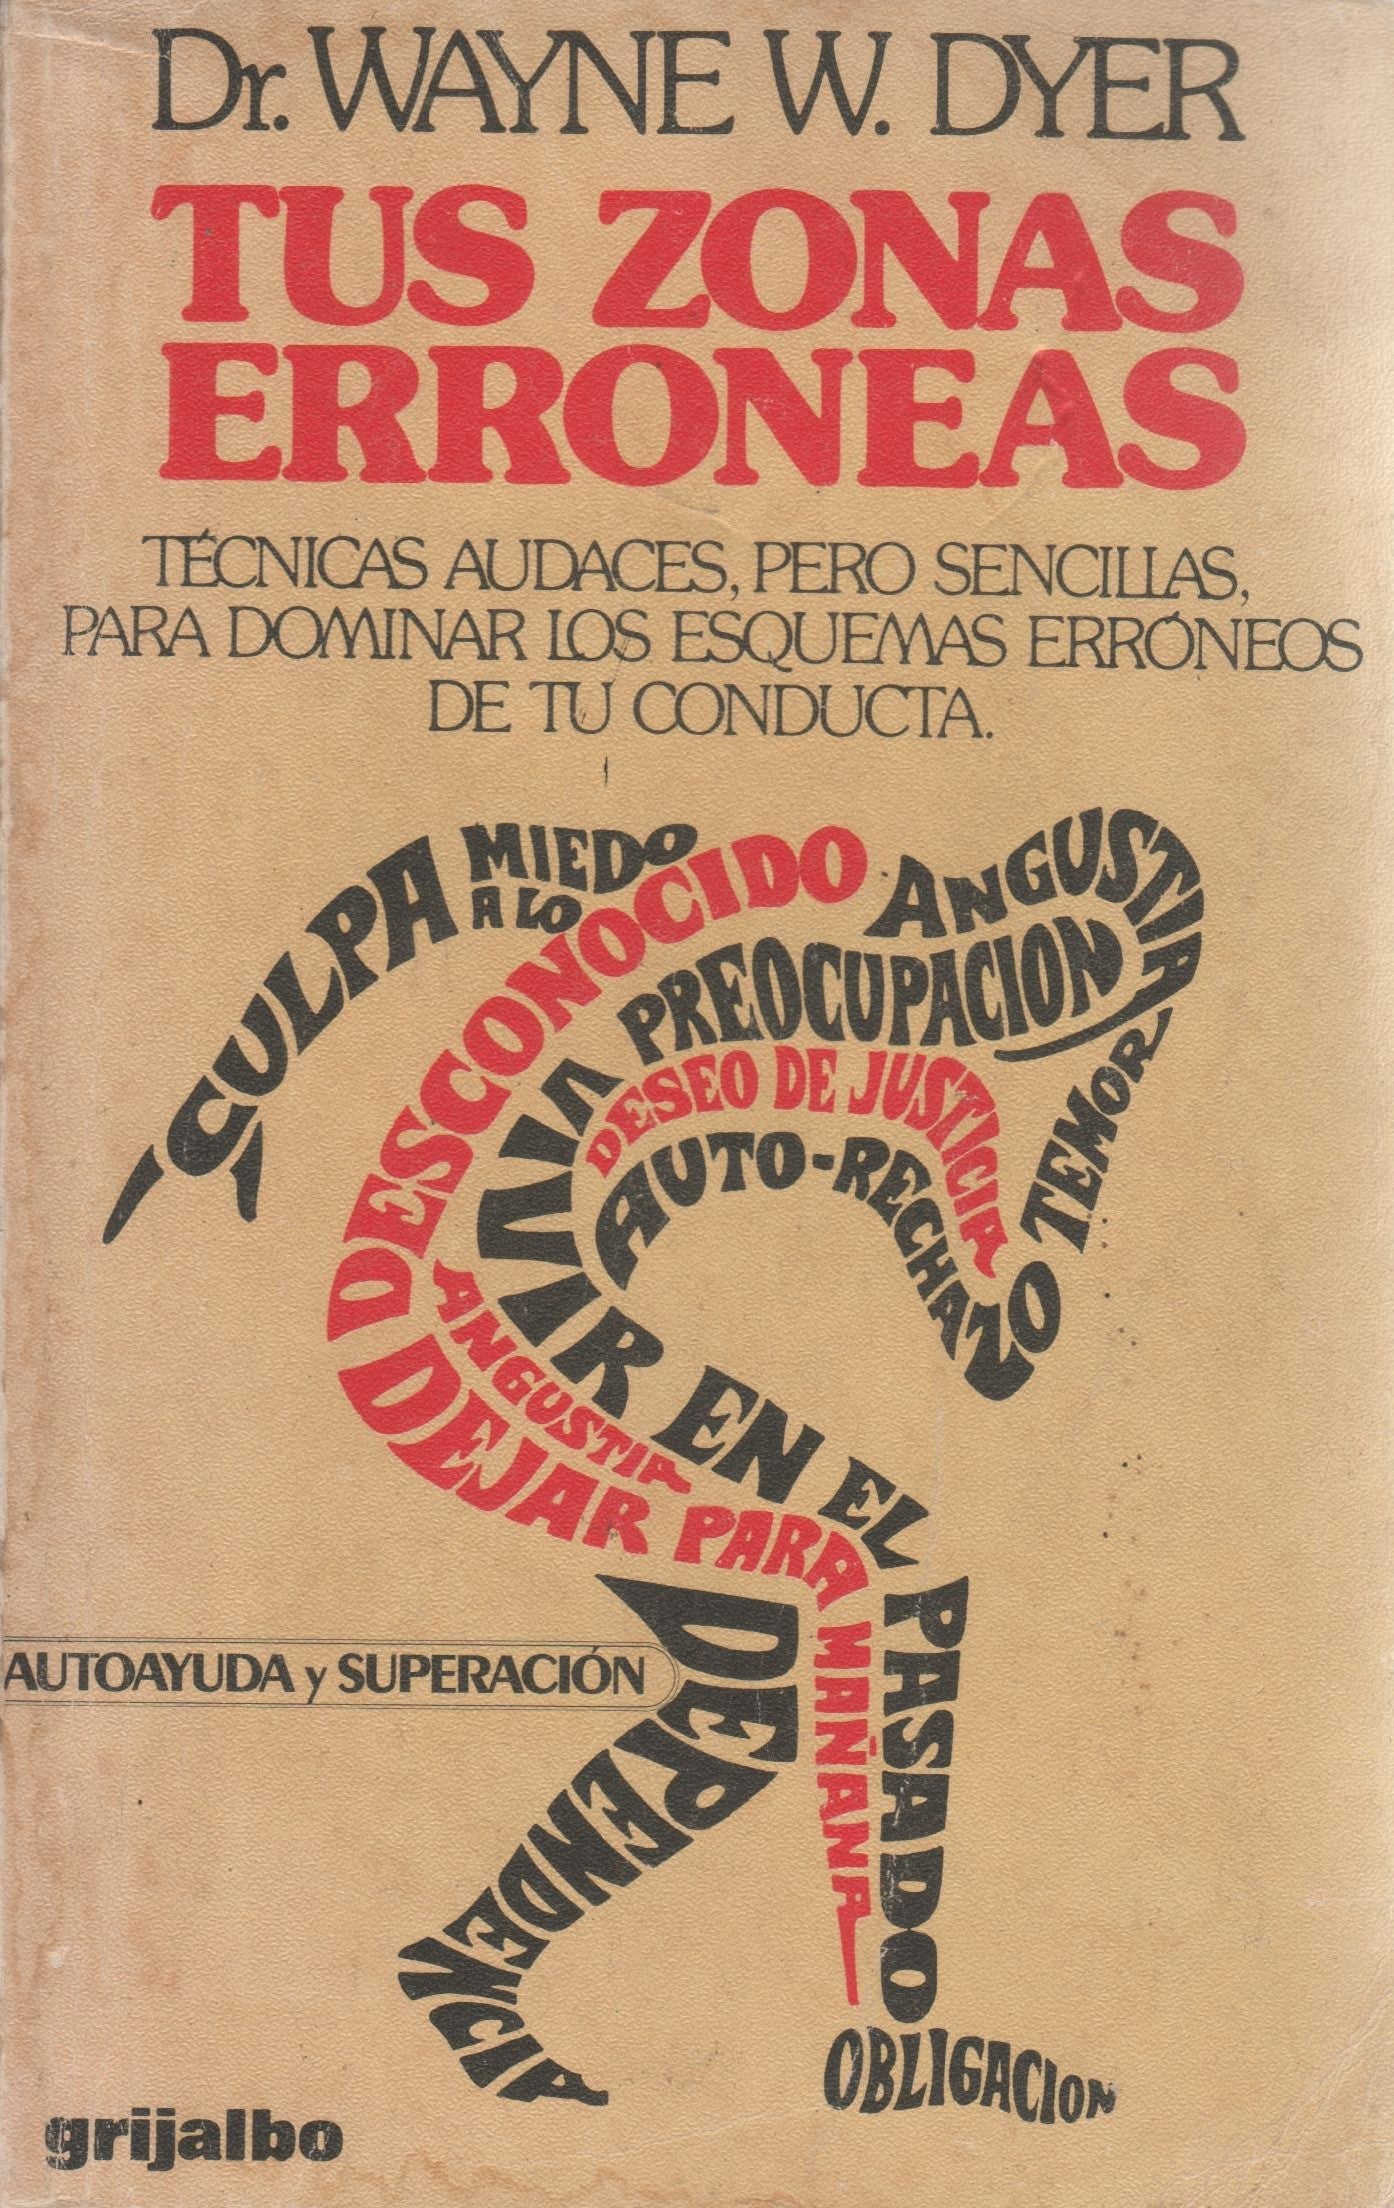 Dr. WAYNE W. DYER
TUS ZONAS
ERRONEAS
TÉCNICAS AUDACES, PERO SENCILLAS,
PARA DOMINAR LOS ESQUEMAS ERRÓNEOS
DE TU CONDUCTA.
CULPA
MIEDO
A LO
DESCONOCIDO
ANGUSTIA
PREOCUPACION
TEMOR
DESEO DE JUSTICIA
AUTO-RECHAZO
VIVIR EN EL PASADO
ANGUSTIA
DEJAR PARA MAÑANA
DEPENDENCIA
OBLIGACION
AUTOAYUDA y SUPERACIÓN
grijalbo